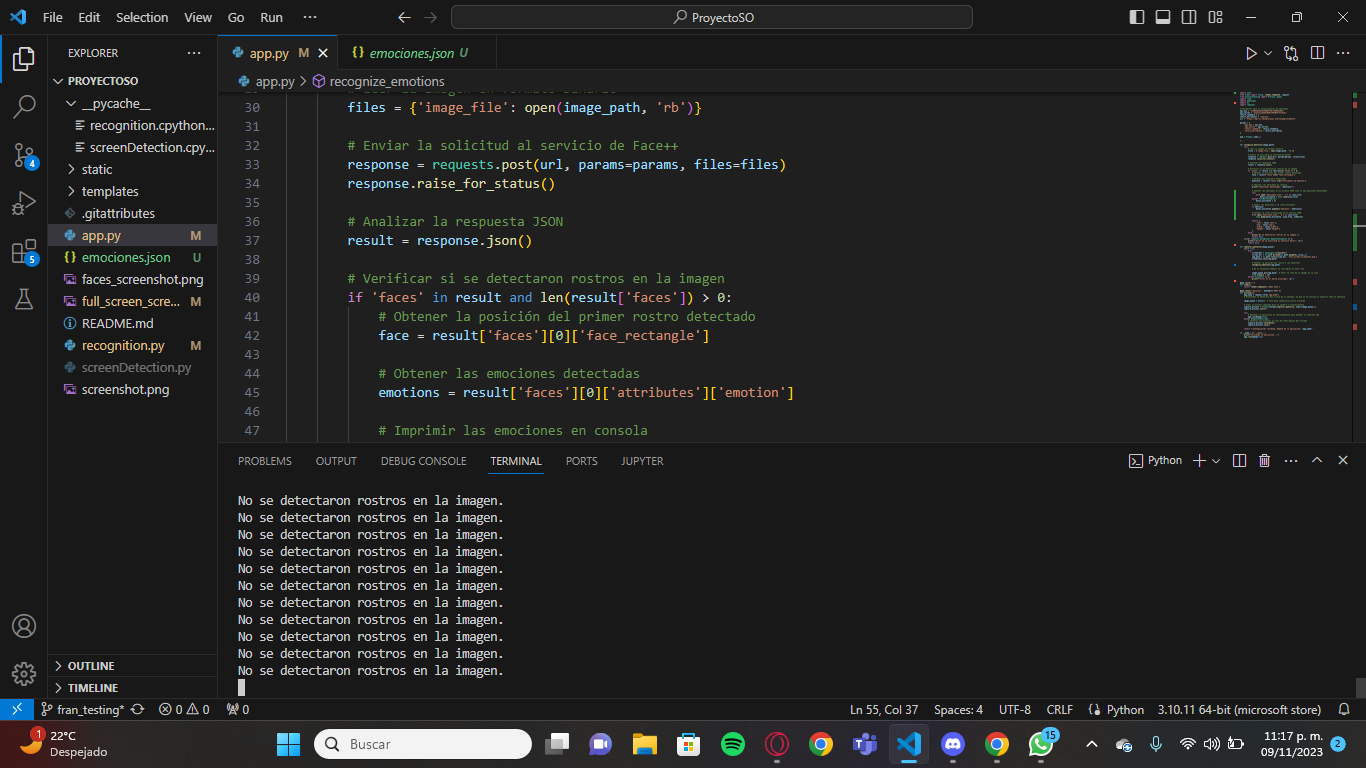 File Edit Selection View Go Run ···
ProyectoSO
EXPLORER ···
PROYECTOSO
__pycache__
recognition.cpython...
screenDetection.cpy...
static
templates
.gitattributes
app.py M
emociones.json U
faces_screenshot.png
full_screen_scre... M
README.md
recognition.py M
screenDetection.py
screenshot.png
OUTLINE
TIMELINE
4
5
app.py M
emociones.json U
app.py > recognize_emotions
30 files = {'image_file': open(image_path, 'rb')}
31
32 # Enviar la solicitud al servicio de Face++
33 response = requests.post(url, params=params, files=files)
34 response.raise_for_status()
35
36 # Analizar la respuesta JSON
37 result = response.json()
38
39 # Verificar si se detectaron rostros en la imagen
40 if 'faces' in result and len(result['faces']) > 0:
41 # Obtener la posición del primer rostro detectado
42 face = result['faces'][0]['face_rectangle']
43
44 # Obtener las emociones detectadas
45 emotions = result['faces'][0]['attributes']['emotion']
46
47 # Imprimir las emociones en consola
PROBLEMS OUTPUT DEBUG CONSOLE TERMINAL PORTS JUPYTER
Python
No se detectaron rostros en la imagen.
No se detectaron rostros en la imagen.
No se detectaron rostros en la imagen.
No se detectaron rostros en la imagen.
No se detectaron rostros en la imagen.
No se detectaron rostros en la imagen.
No se detectaron rostros en la imagen.
No se detectaron rostros en la imagen.
No se detectaron rostros en la imagen.
No se detectaron rostros en la imagen.
No se detectaron rostros en la imagen.
fran_testing* 0 0 0 Ln 55, Col 37 Spaces: 4 UTF-8 CRLF Python 3.10.11 64-bit (microsoft store)
1
22°C
Despejado
Buscar
15
11:17 p. m.
09/11/2023
2